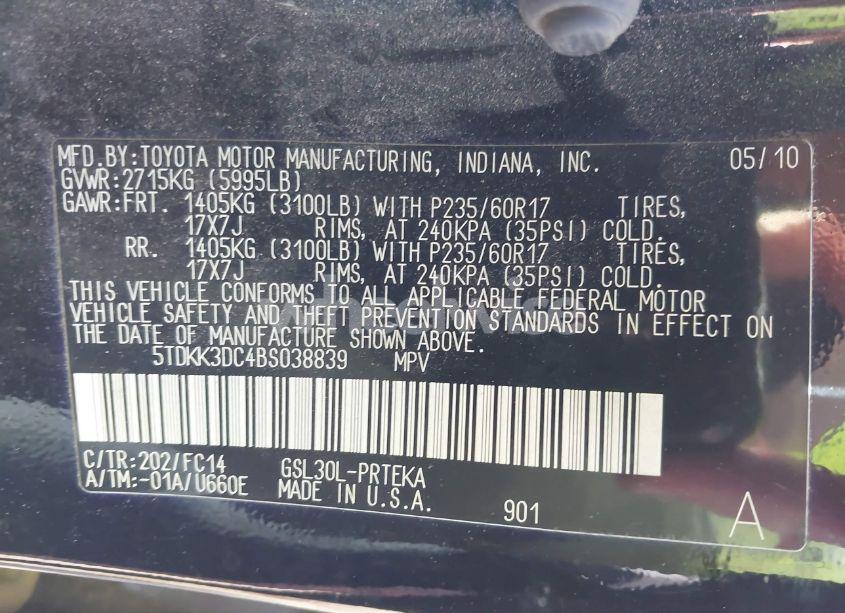 MFD.BY:TOYOTA MOTOR MANUFACTURING, INDIANA, INC. 05/10
GVWR:2715KG (5995LB)
GAWR:FRT. 1405KG (3100LB) WITH P235/60R17 TIRES,
17X7J RIMS, AT 240KPA (35PSI) COLD.
RR. 1405KG (3100LB) WITH P235/60R17 TIRES,
17X7J RIMS, AT 240KPA (35PSI) COLD.
THIS VEHICLE CONFORMS TO ALL APPLICABLE FEDERAL MOTOR
VEHICLE SAFETY AND THEFT PREVENTION STANDARDS IN EFFECT ON
THE DATE OF MANUFACTURE SHOWN ABOVE.
5TDKK3DC4BS038839 MPV
C/TR:202/FC14 GSL30L-PRTEKA
A/TM:-01A/U660E MADE IN U.S.A. 901 A